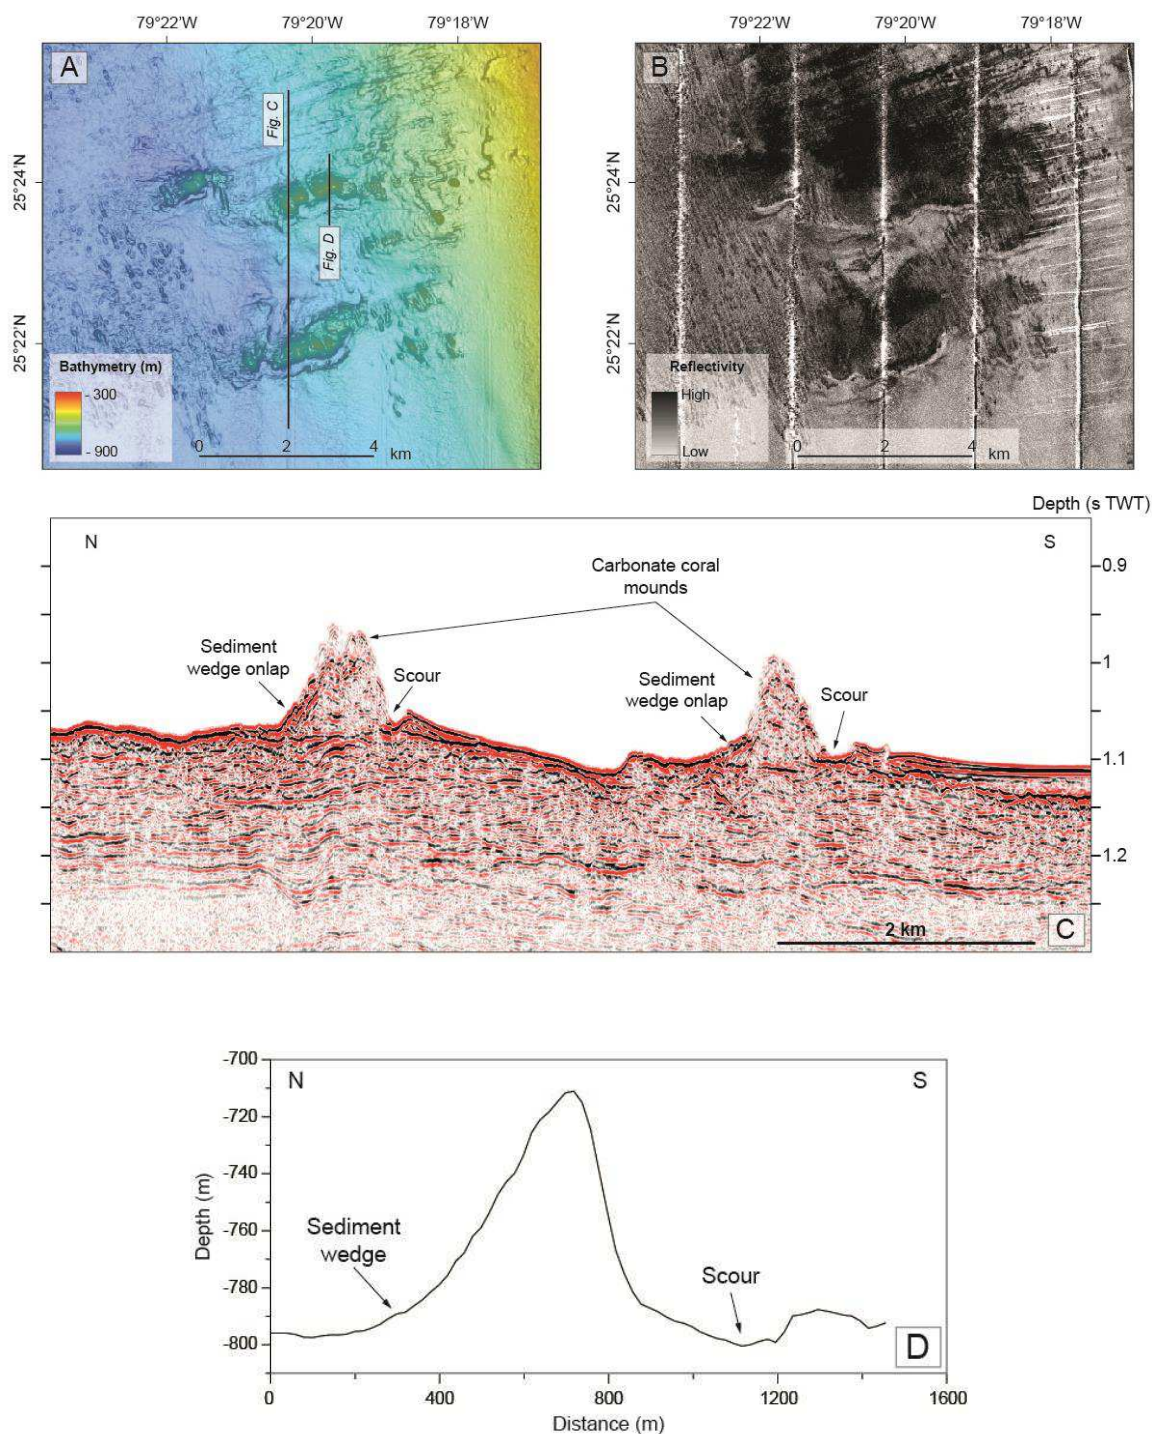 79°22'W 79°20'W 79°18'W
79°22'W 79°20'W 79°18'W
A
B
Fig. C
Fig. D
25°24'N
25°22'N
25°24'N
25°22'N
Bathymetry (m)
- 300
- 900
0 2 4 km
Reflectivity
High
Low
0 2 4 km
Depth (s TWT)
N
S
Carbonate coral
mounds
Sediment
wedge onlap
Scour
Sediment
wedge onlap
Scour
0.9
1
1.1
1.2
2 km
C
-700
-720
-740
-760
-780
-800
Depth (m)
N
S
Sediment
wedge
Scour
D
0 400 800 1200 1600
Distance (m)